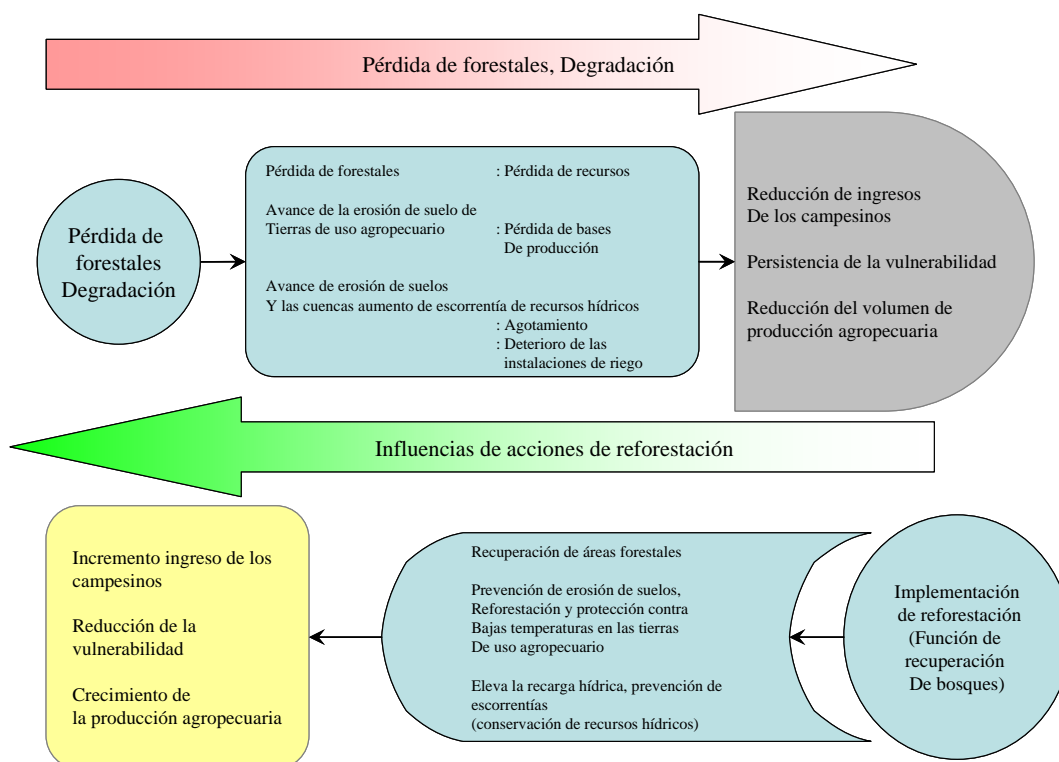 Pérdida de forestales, Degradación
Pérdida de
forestales
Degradación
Pérdida de forestales : Pérdida de recursos
Avance de la erosión de suelo de
Tierras de uso agropecuario : Pérdida de bases
De producción
Avance de erosión de suelos
Y las cuencas aumento de escorrentía de recursos hídricos
: Agotamiento
: Deterioro de las
instalaciones de riego
Reducción de ingresos
De los campesinos
Persistencia de la vulnerabilidad
Reducción del volumen de
producción agropecuaria
Influencias de acciones de reforestación
Incremento ingreso de los
campesinos
Reducción de la
vulnerabilidad
Crecimiento de
la producción agropecuaria
Recuperación de áreas forestales
Prevención de erosión de suelos,
Reforestación y protección contra
Bajas temperaturas en las tierras
De uso agropecuario
Eleva la recarga hídrica, prevención de
escorrentías
(conservación de recursos hídricos)
Implementación
de reforestación
(Función de
recuperación
De bosques)